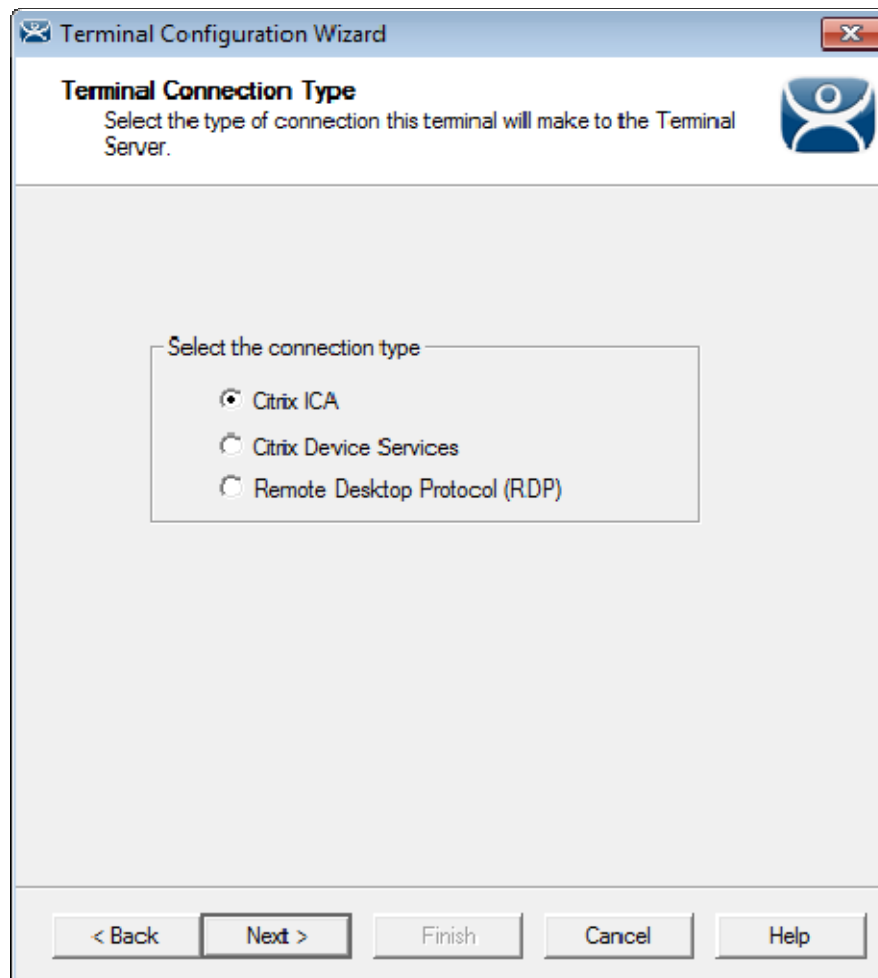 Terminal Configuration Wizard
Terminal Connection Type
Select the type of connection this terminal will make to the Terminal
Server.
Select the connection type
Citrix ICA
Citrix Device Services
Remote Desktop Protocol (RDP)
< Back Next > Finish Cancel Help